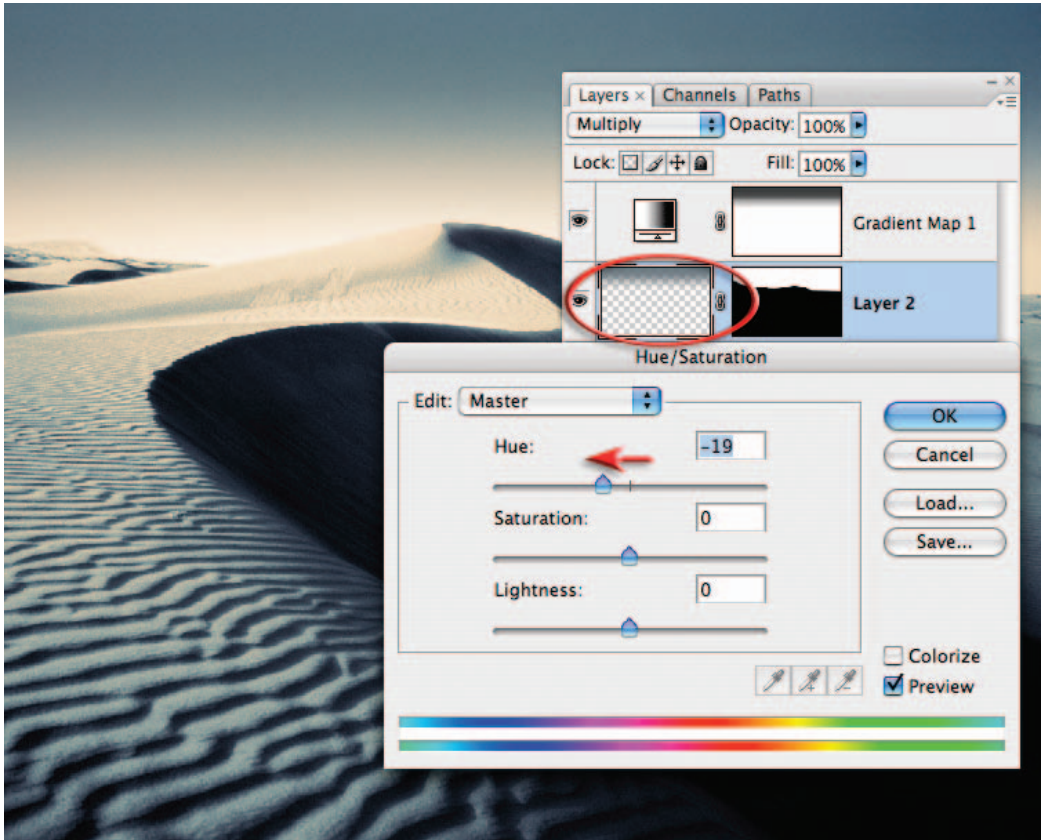 Layers × Channels Paths
Multiply Opacity: 100%
Lock: Fill: 100%
Gradient Map 1
Layer 2
Hue/Saturation
Edit: Master
OK
Hue: -19
Cancel
Load...
Saturation: 0
Save...
Lightness: 0
Colorize
Preview